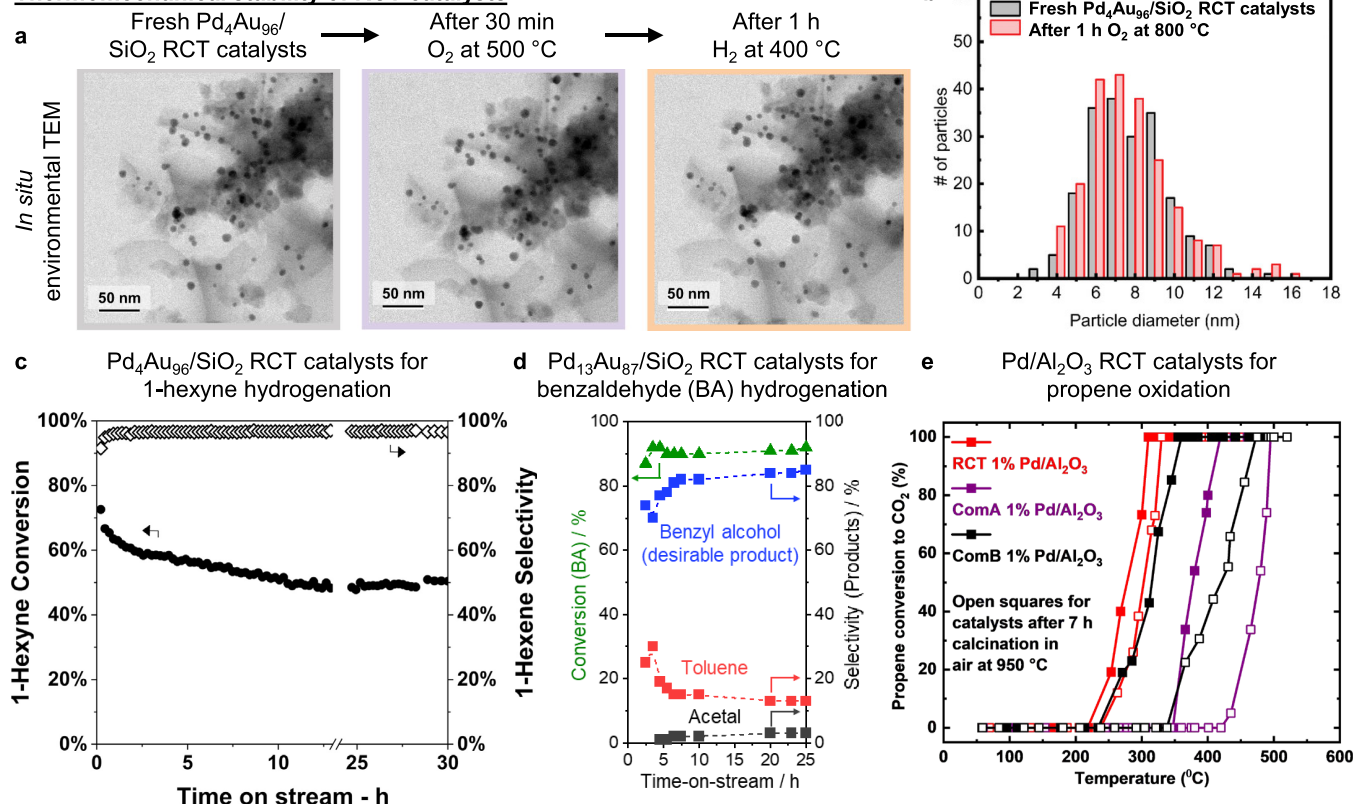 Thermomechanical stability of RCT catalysts
a
Fresh Pd₄Au₉₆/
SiO₂ RCT catalysts
After 30 min
O₂ at 500 °C
After 1 h
H₂ at 400 °C
In situ
environmental TEM
50 nm
50 nm
50 nm
b
Fresh Pd₄Au₉₆/SiO₂ RCT catalysts
After 1 h O₂ at 800 °C
# of particles
50
40
30
20
10
0
0 2 4 6 8 10 12 14 16 18
Particle diameter (nm)
c
Pd₄Au₉₆/SiO₂ RCT catalysts for
1-hexyne hydrogenation
1-Hexyne Conversion
100%
80%
60%
40%
20%
0%
100%
80%
60%
40%
20%
0%
1-Hexene Selectivity
0 5 10 25 30
Time on stream - h
d
Pd₁₃Au₈₇/SiO₂ RCT catalysts for
benzaldehyde (BA) hydrogenation
Conversion (BA) / %
100
80
60
40
20
0
Benzyl alcohol
(desirable product)
Toluene
Acetal
100
80
60
40
20
0
Selectivity (Products) / %
0 5 10 15 20 25
Time-on-stream / h
e
Pd/Al₂O₃ RCT catalysts for
propene oxidation
Propene conversion to CO₂ (%)
100
80
60
40
20
0
RCT 1% Pd/Al₂O₃
ComA 1% Pd/Al₂O₃
ComB 1% Pd/Al₂O₃
Open squares for
catalysts after 7 h
calcination in
air at 950 °C
0 100 200 300 400 500 600
Temperature (⁰C)